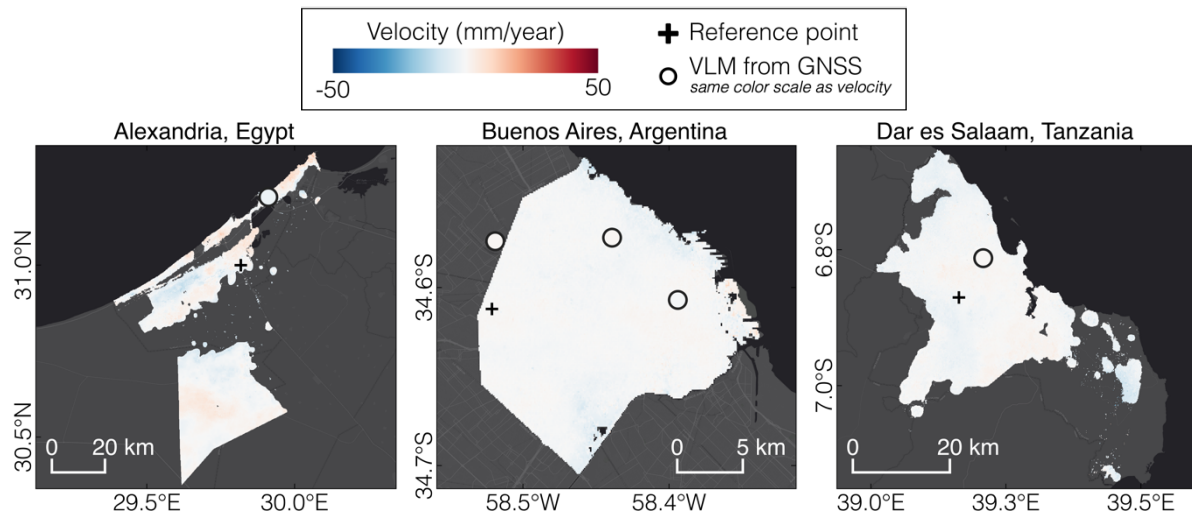 Velocity (mm/year)
-50
50
Reference point
VLM from GNSS
same color scale as velocity
Alexandria, Egypt
31.0°N
30.5°N
0 20 km
29.5°E
30.0°E
Buenos Aires, Argentina
34.6°S
34.7°S
0 5 km
58.5°W
58.4°W
Dar es Salaam, Tanzania
6.8°S
7.0°S
0 20 km
39.0°E
39.3°E
39.5°E